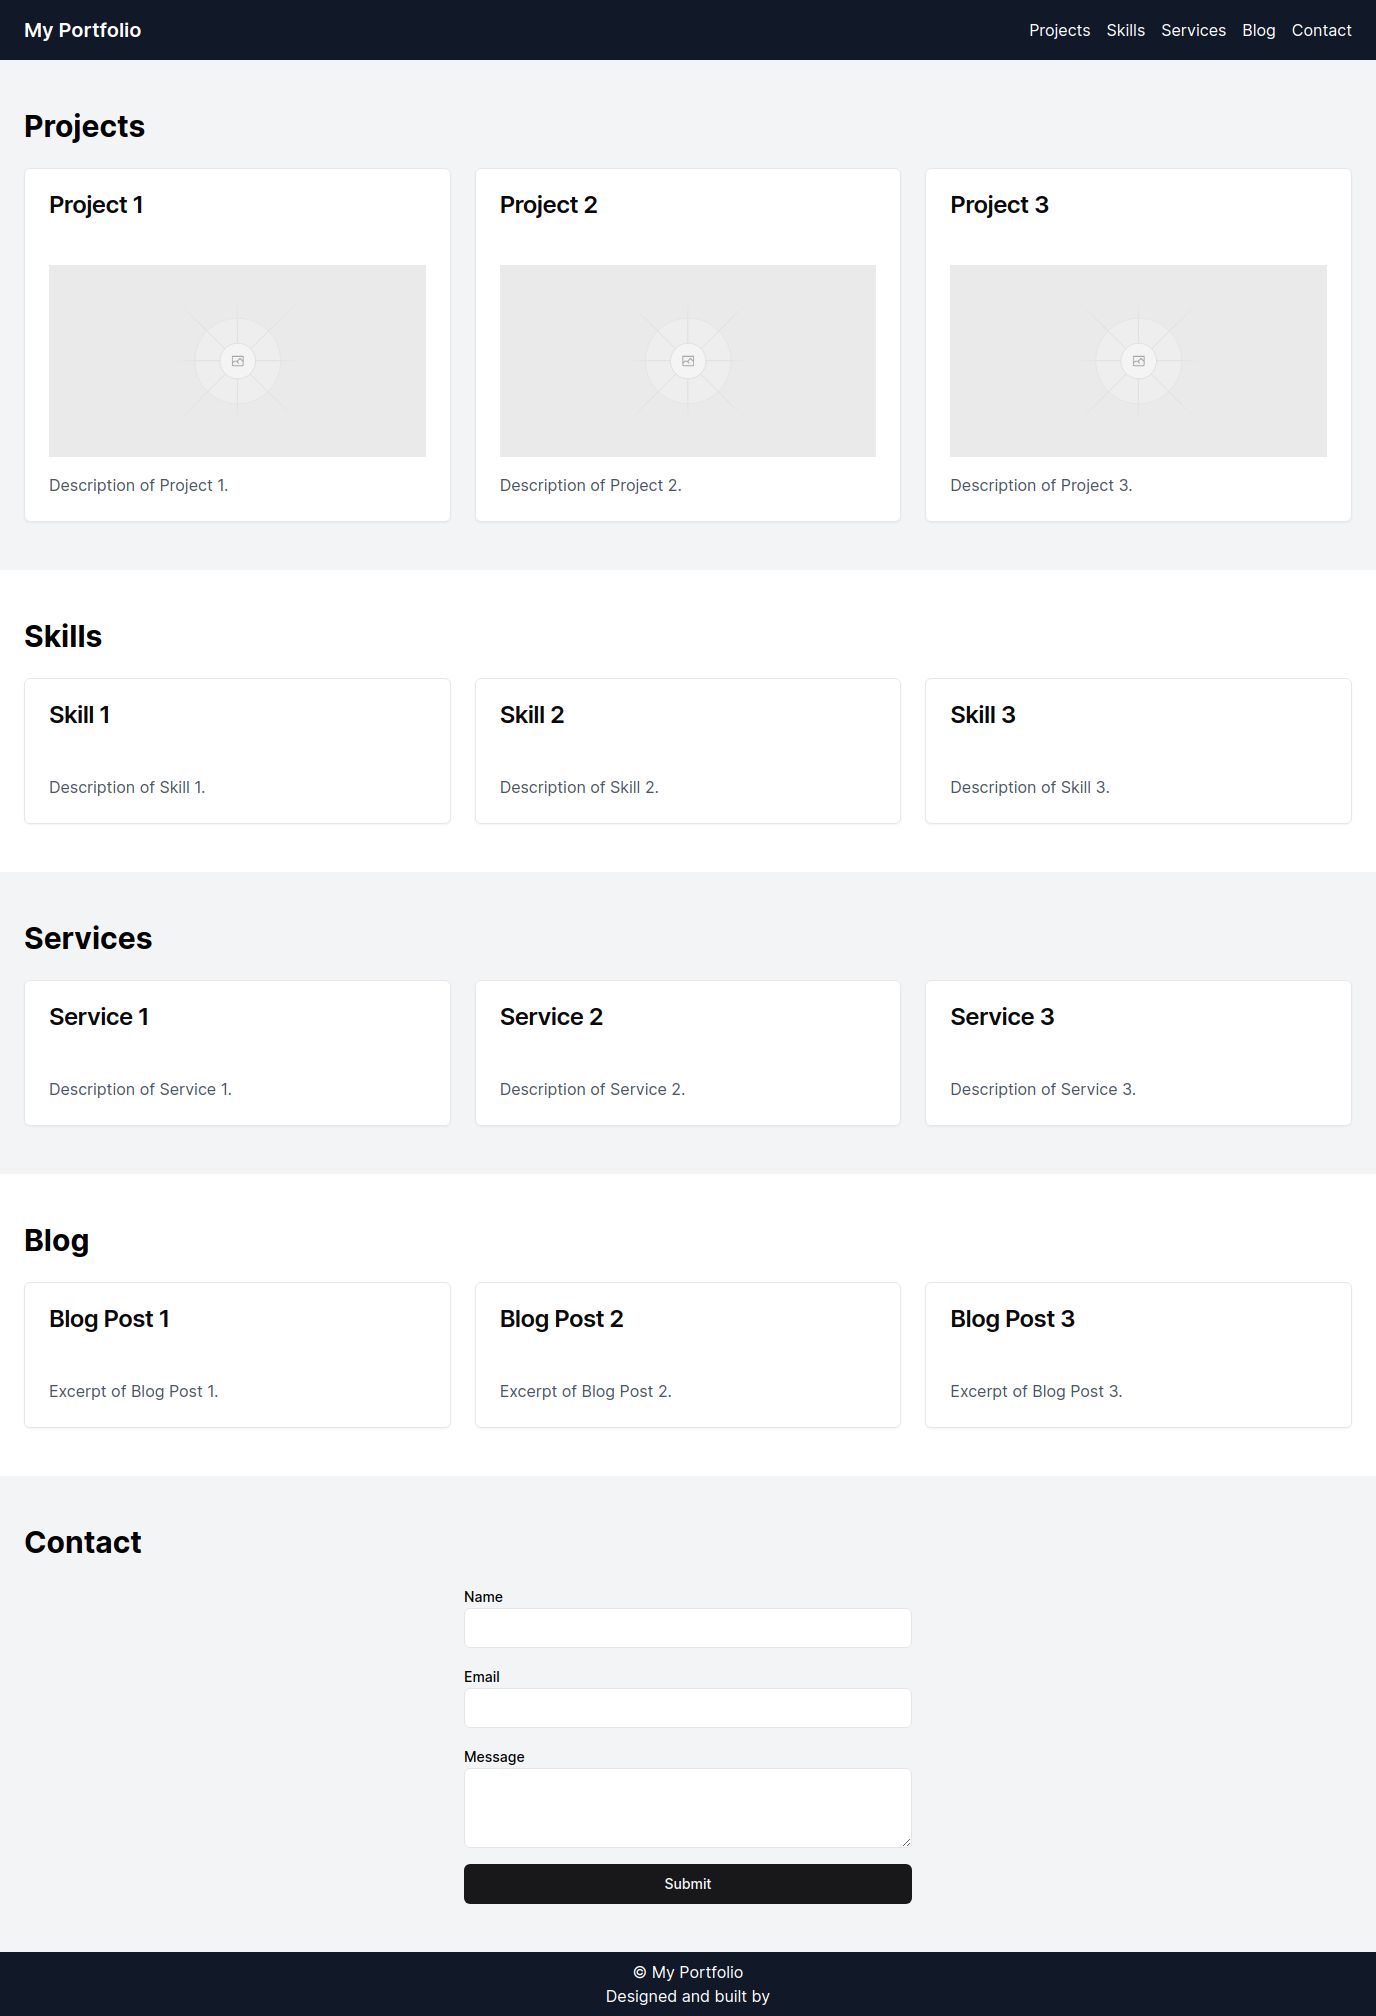 My Portfolio
Projects Skills Services Blog Contact
Projects
Project 1
Description of Project 1.
Project 2
Description of Project 2.
Project 3
Description of Project 3.
Skills
Skill 1
Description of Skill 1.
Skill 2
Description of Skill 2.
Skill 3
Description of Skill 3.
Services
Service 1
Description of Service 1.
Service 2
Description of Service 2.
Service 3
Description of Service 3.
Blog
Blog Post 1
Excerpt of Blog Post 1.
Blog Post 2
Excerpt of Blog Post 2.
Blog Post 3
Excerpt of Blog Post 3.
Contact
Name
Email
Message
Submit
© My Portfolio
Designed and built by